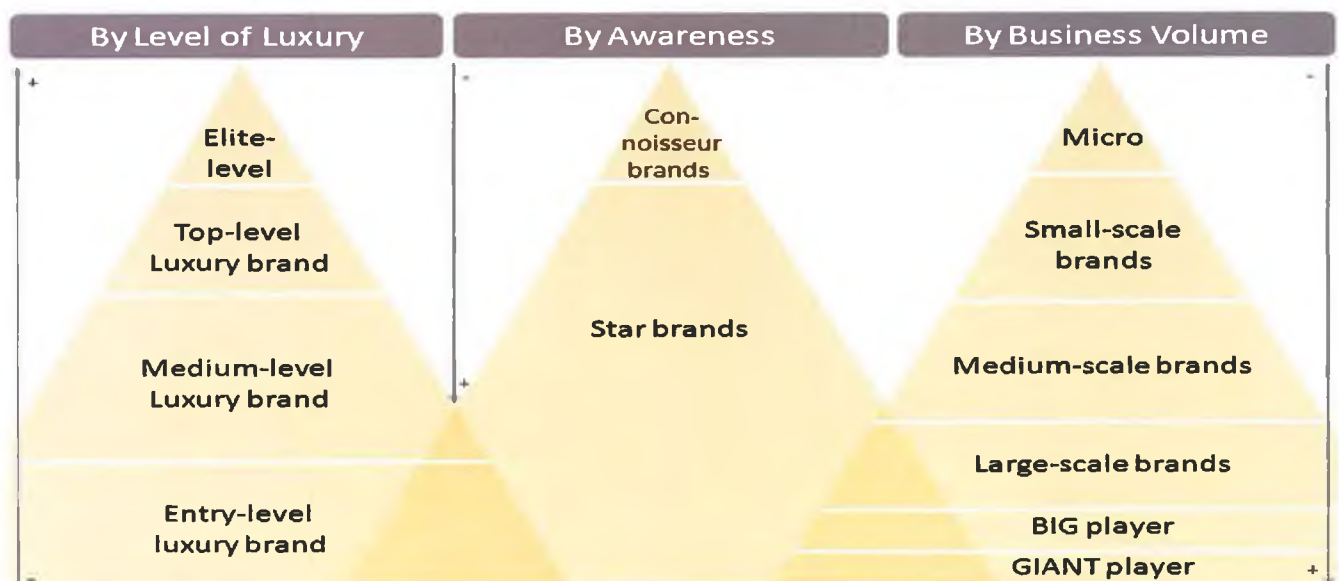 By Level of Luxury
By Awareness
By Business Volume
+
Elite-
level
Top-level
Luxury brand
Medium-level
Luxury brand
Entry-level
luxury brand
-
-
Con-
noisseur
brands
Star brands
+
-
Micro
Small-scale
brands
Medium-scale brands
Large-scale brands
BIG player
GIANT player
+